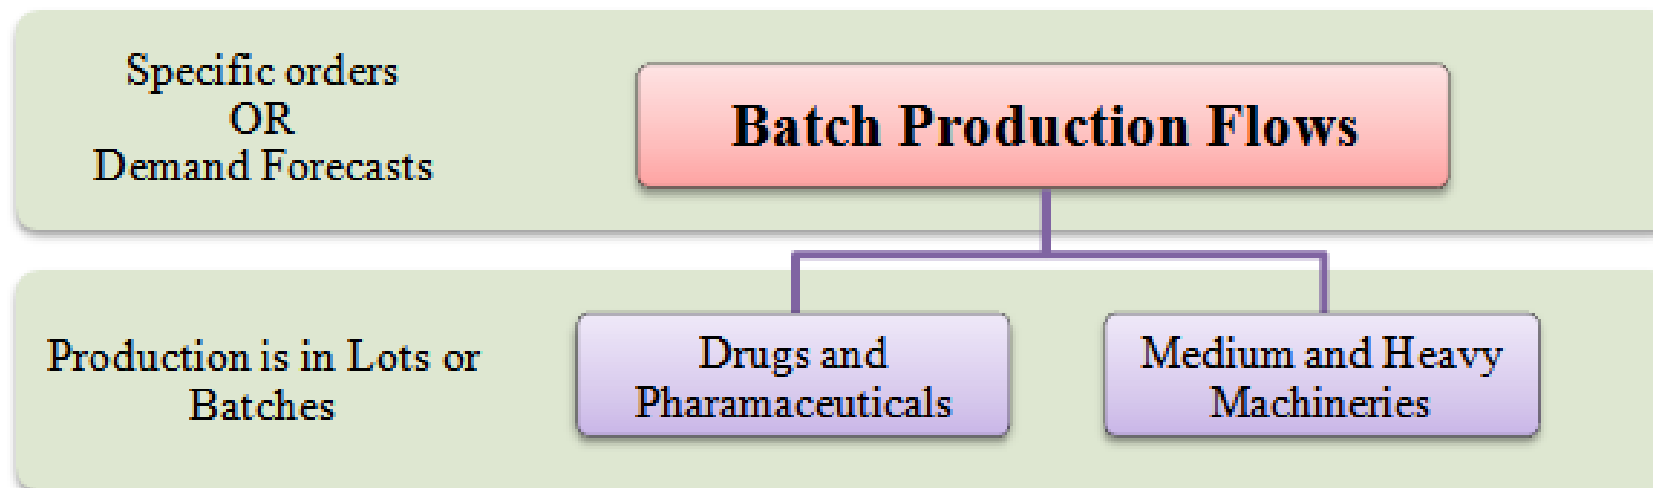 Specific orders
OR
Demand Forecasts
Batch Production Flows
Production is in Lots or
Batches
Drugs and
Pharamaceuticals
Medium and Heavy
Machineries